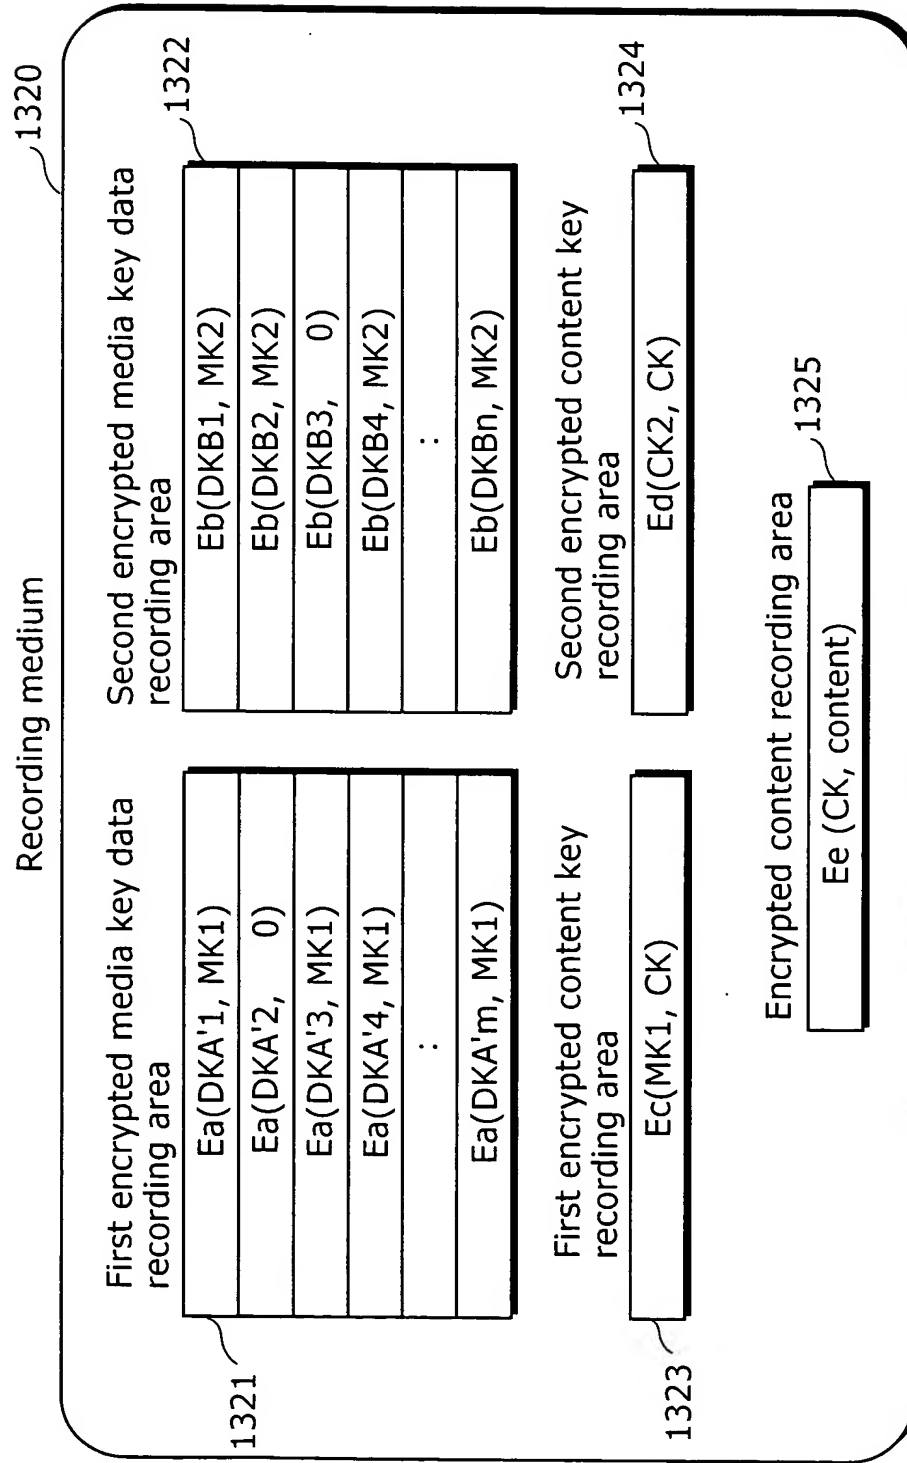 Recording medium
1320
First encrypted media key data
recording area
1321
Ea(DKA'1, MK1)
Ea(DKA'2, 0)
Ea(DKA'3, MK1)
Ea(DKA'4, MK1)
:
Ea(DKA'm, MK1)
Second encrypted media key data
recording area
1322
Eb(DKB1, MK2)
Eb(DKB2, MK2)
Eb(DKB3, 0)
Eb(DKB4, MK2)
:
Eb(DKBn, MK2)
First encrypted content key
recording area
1323
Ec(MK1, CK)
Second encrypted content key
recording area
1324
Ed(CK2, CK)
Encrypted content recording area
1325
Ee (CK, content)